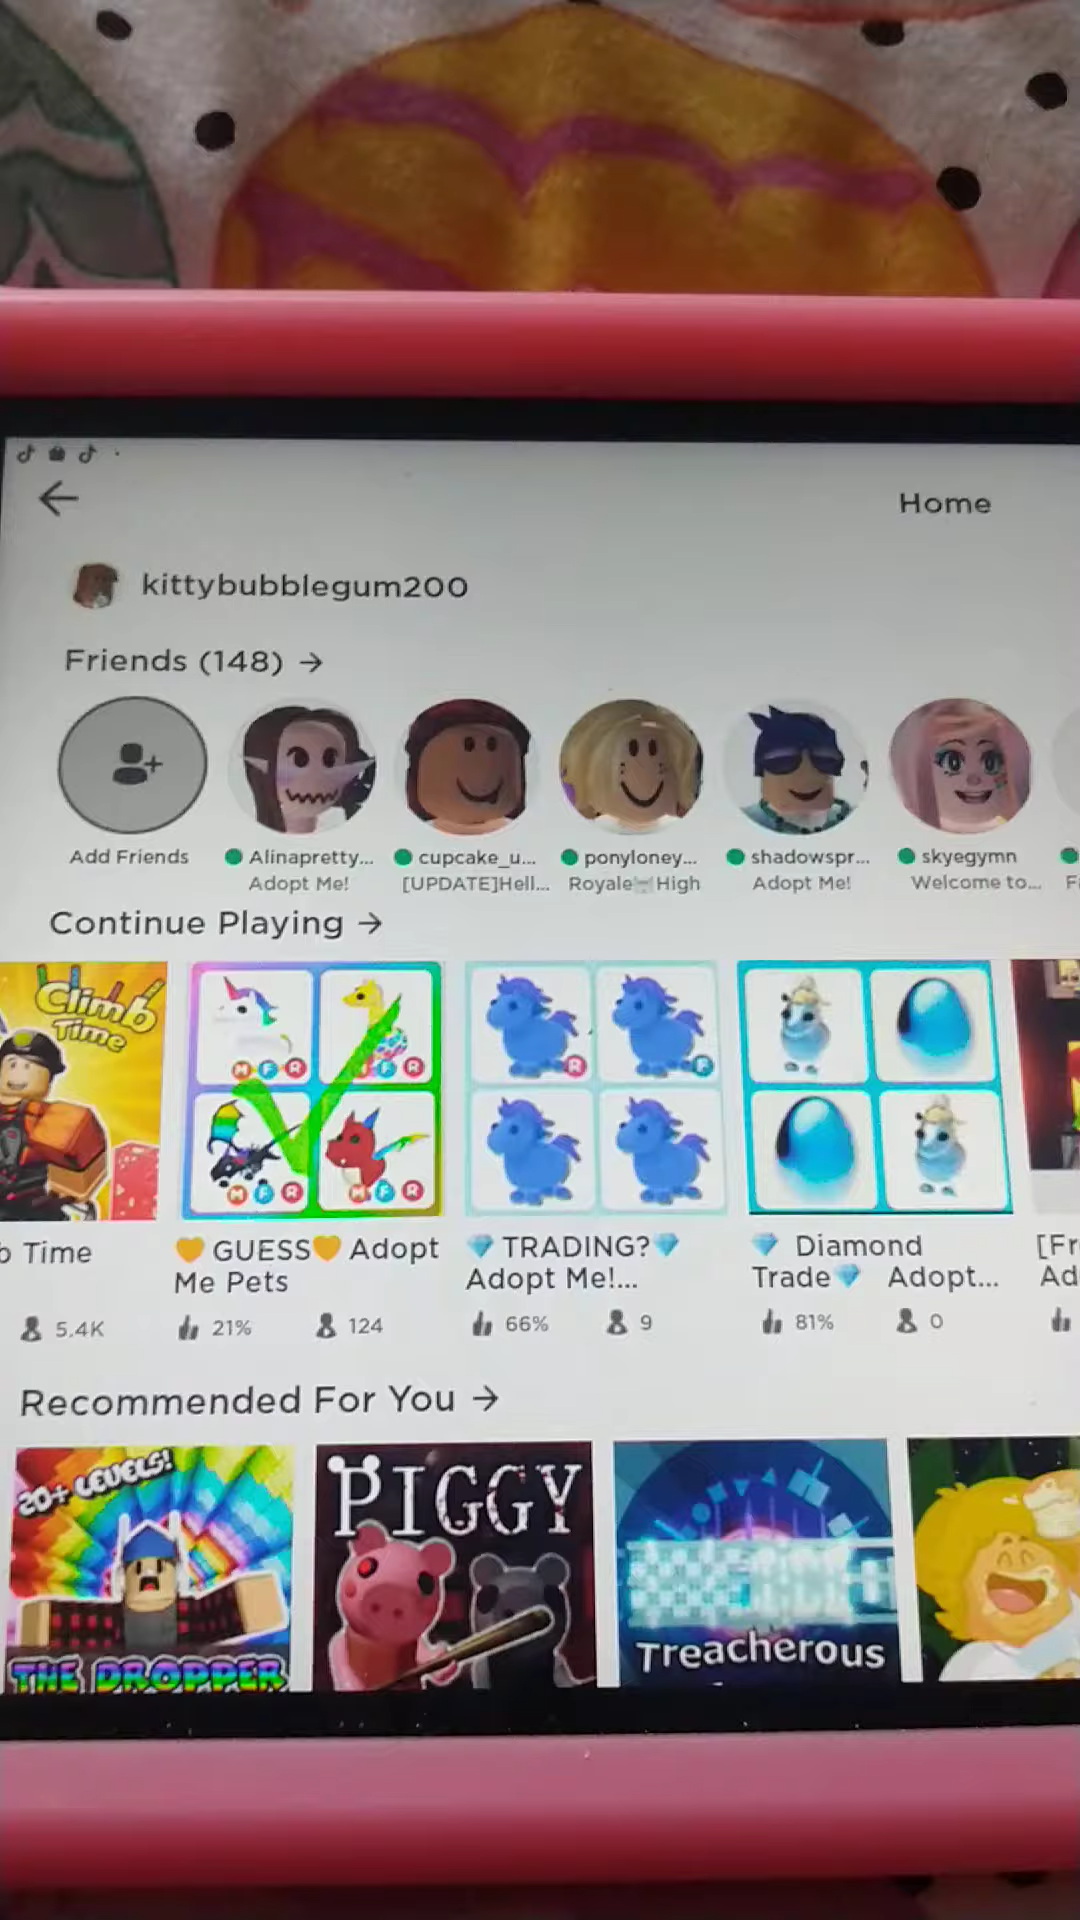 Home
kittybubblegum200
Friends (148) →
Add Friends
Alinapretty...
Adopt Me!
cupcake_u...
[UPDATE]Hell...
ponyloney...
Royale High
shadowspr...
Adopt Me!
skyegymn
Welcome to...
Continue Playing →
Climb
Time
M F R
F R
M F R
M F R
R
F
b Time
5.4K
🧡 GUESS🧡 Adopt
Me Pets
21% 124
💎 TRADING?💎
Adopt Me!...
66% 9
💎 Diamond
Trade💎 Adopt...
81% 0
[Fr
Ad
Recommended For You →
20+ LEVELS!
THE DROPPER
PIGGY
Treacherous